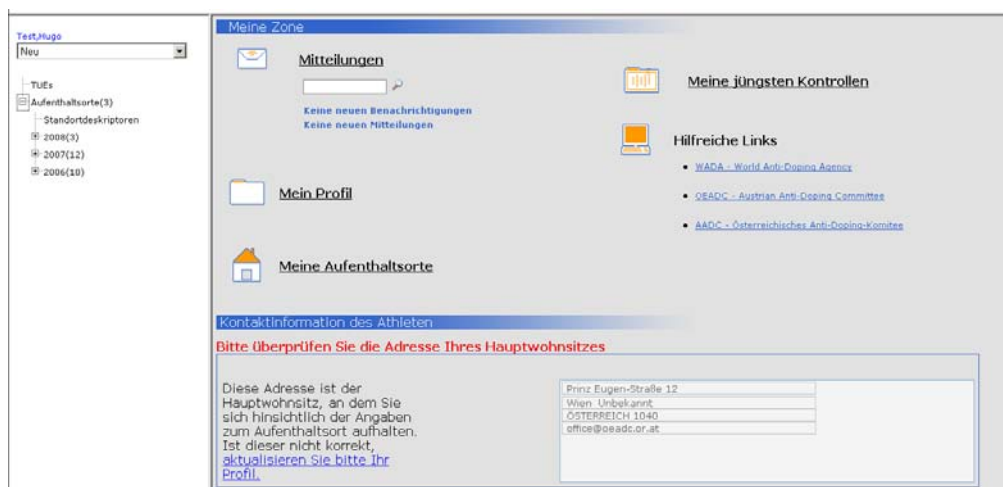 Test,Hugo
Neu
TUEs
Aufenthaltsorte(3)
Standortdeskriptoren
2008(3)
2007(12)
2006(10)
Meine Zone
Mitteilungen
Keine neuen Benachrichtigungen
Keine neuen Mitteilungen
Mein Profil
Meine Aufenthaltsorte
Meine jüngsten Kontrollen
Hilfreiche Links
WADA - World Anti-Doping Agency
OEADC - Austrian Anti-Doping Committee
AADC - Österreichisches Anti-Doping-Komitee
Kontaktinformation des Athleten
Bitte überprüfen Sie die Adresse Ihres Hauptwohnsitzes
Diese Adresse ist der
Hauptwohnsitz, an dem Sie
sich hinsichtlich der Angaben
zum Aufenthaltsort aufhalten.
Ist dieser nicht korrekt,
aktualisieren Sie bitte Ihr
Profil.
Prinz Eugen-Straße 12
Wien Unbekannt
ÖSTERREICH 1040
office@oeadc.or.at